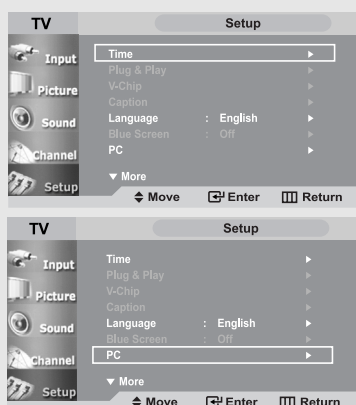 TV Setup
Input
Picture
Sound
Channel
Setup
Time
Plug & Play
V-Chip
Caption
Language : English
Blue Screen : Off
PC
▼ More
Move Enter Return
TV Setup
Input
Picture
Sound
Channel
Setup
Time
Plug & Play
V-Chip
Caption
Language : English
Blue Screen : Off
PC
▼ More
Move Enter Return